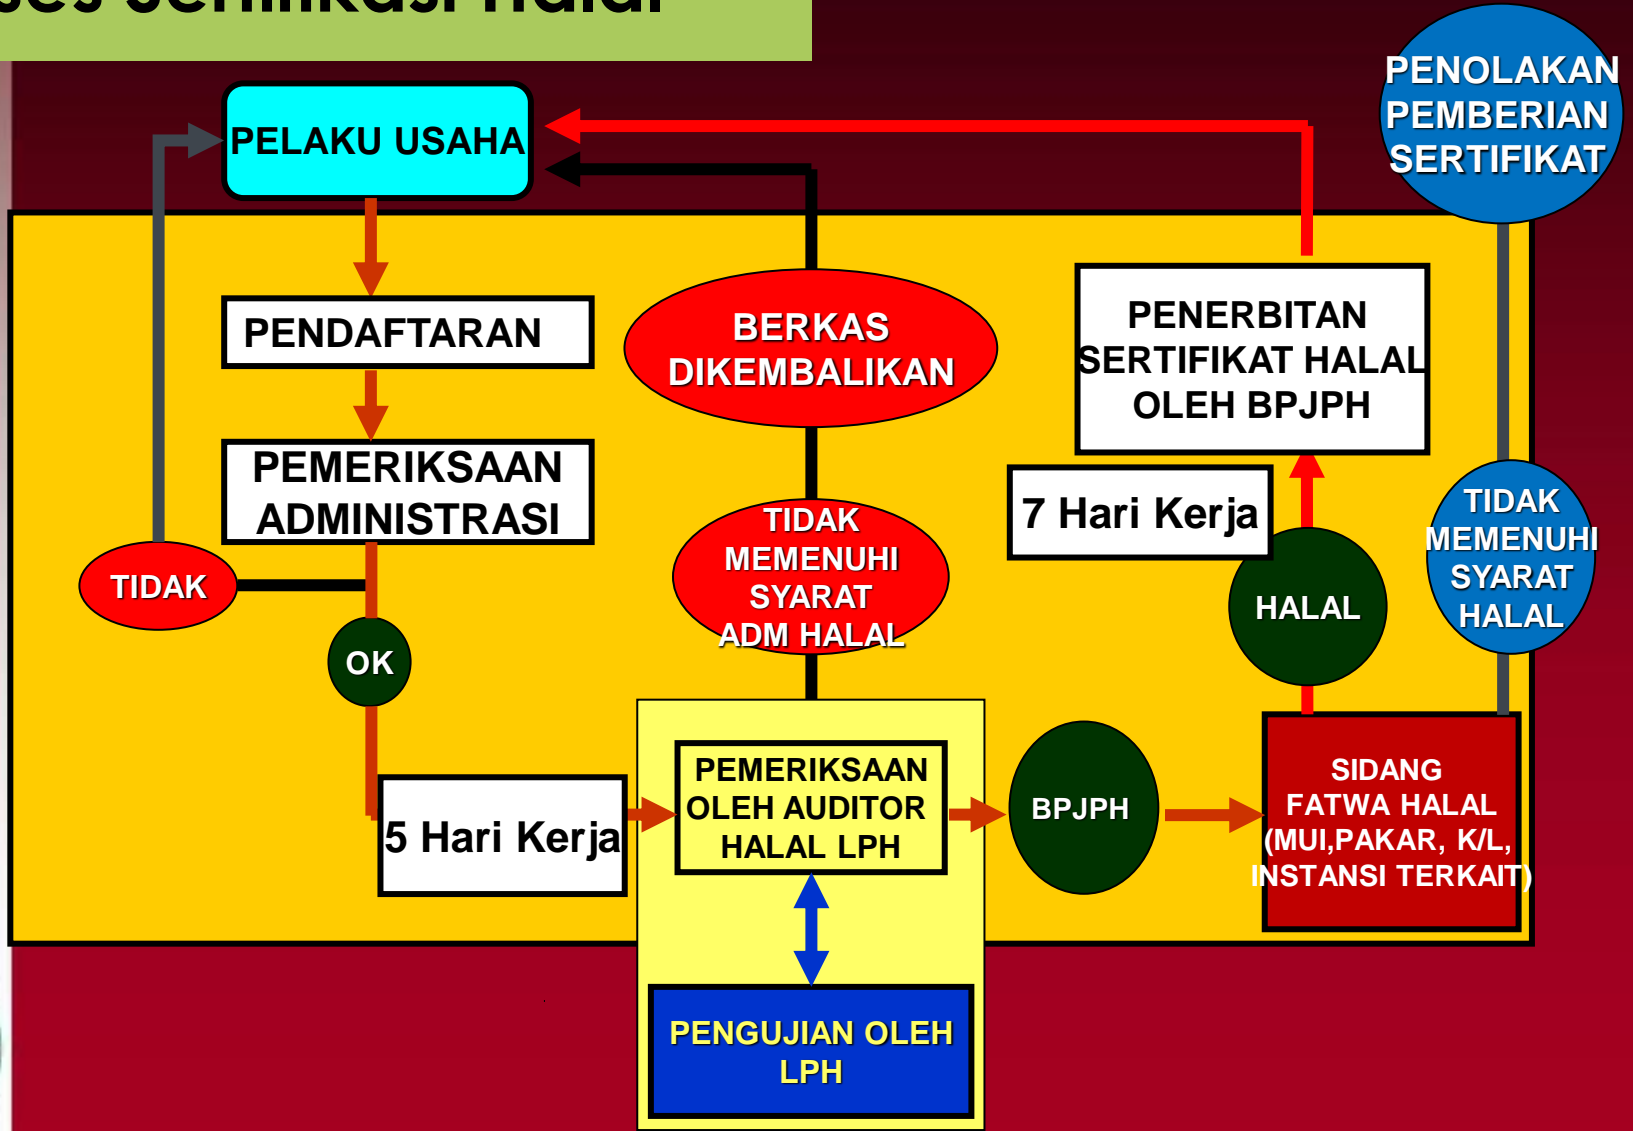 Sertifikasi Halal
PENOLAKAN
PEMBERIAN
SERTIFIKAT
PELAKU USAHA
PENDAFTARAN
PEMERIKSAAN
ADMINISTRASI
TIDAK
OK
5 Hari Kerja
BERKAS
DIKEMBALIKAN
TIDAK
MEMENUHI
SYARAT
ADM HALAL
PEMERIKSAAN
OLEH AUDITOR
HALAL LPH
PENGUJIAN OLEH
LPH
BPJPH
SIDANG
FATWA HALAL
(MUI,PAKAR, K/L,
INSTANSI TERKAIT)
HALAL
7 Hari Kerja
PENERBITAN
SERTIFIKAT HALAL
OLEH BPJPH
TIDAK
MEMENUHI
SYARAT
HALAL